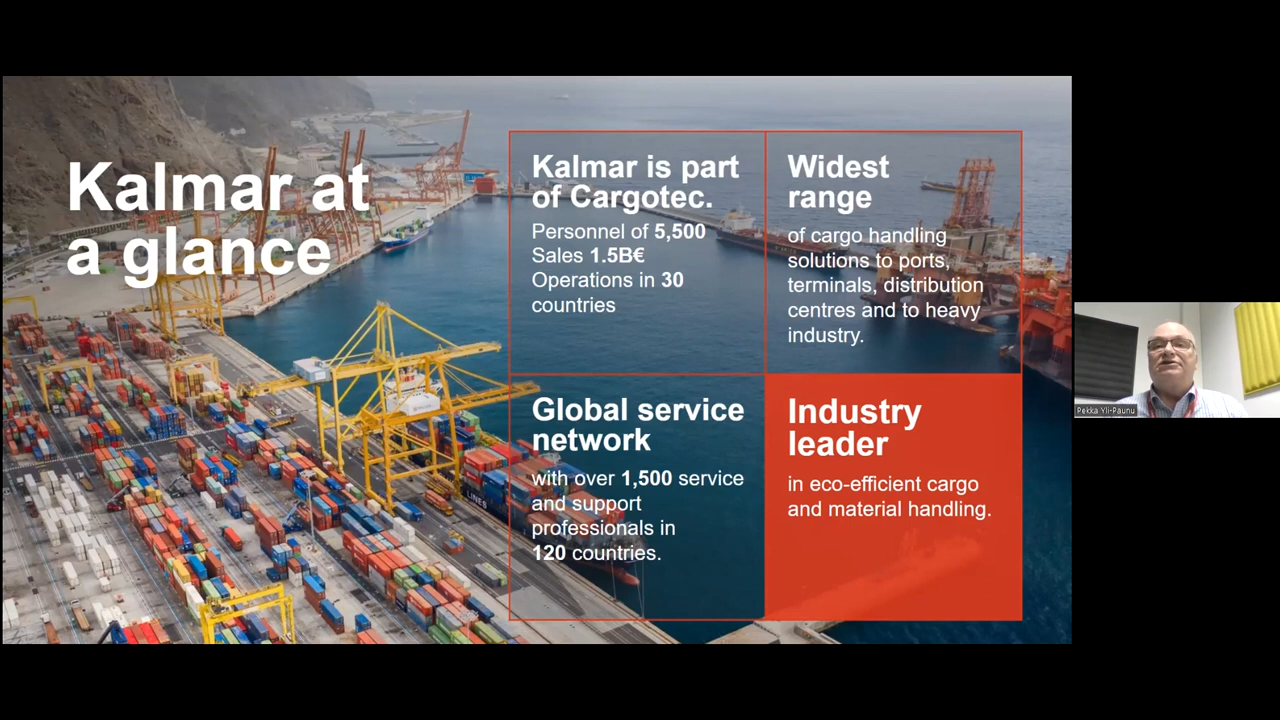 Kalmar at
a glance
Kalmar is part
of Cargotec.
Personnel of 5,500
Sales 1.5B€
Operations in 30
countries
Widest
range
of cargo handling
solutions to ports,
terminals, distribution
centres and to heavy
industry.
Global service
network
with over 1,500 service
and support
professionals in
120 countries.
Industry
leader
in eco-efficient cargo
and material handling.
LINES
Pekka Yli-Paunu